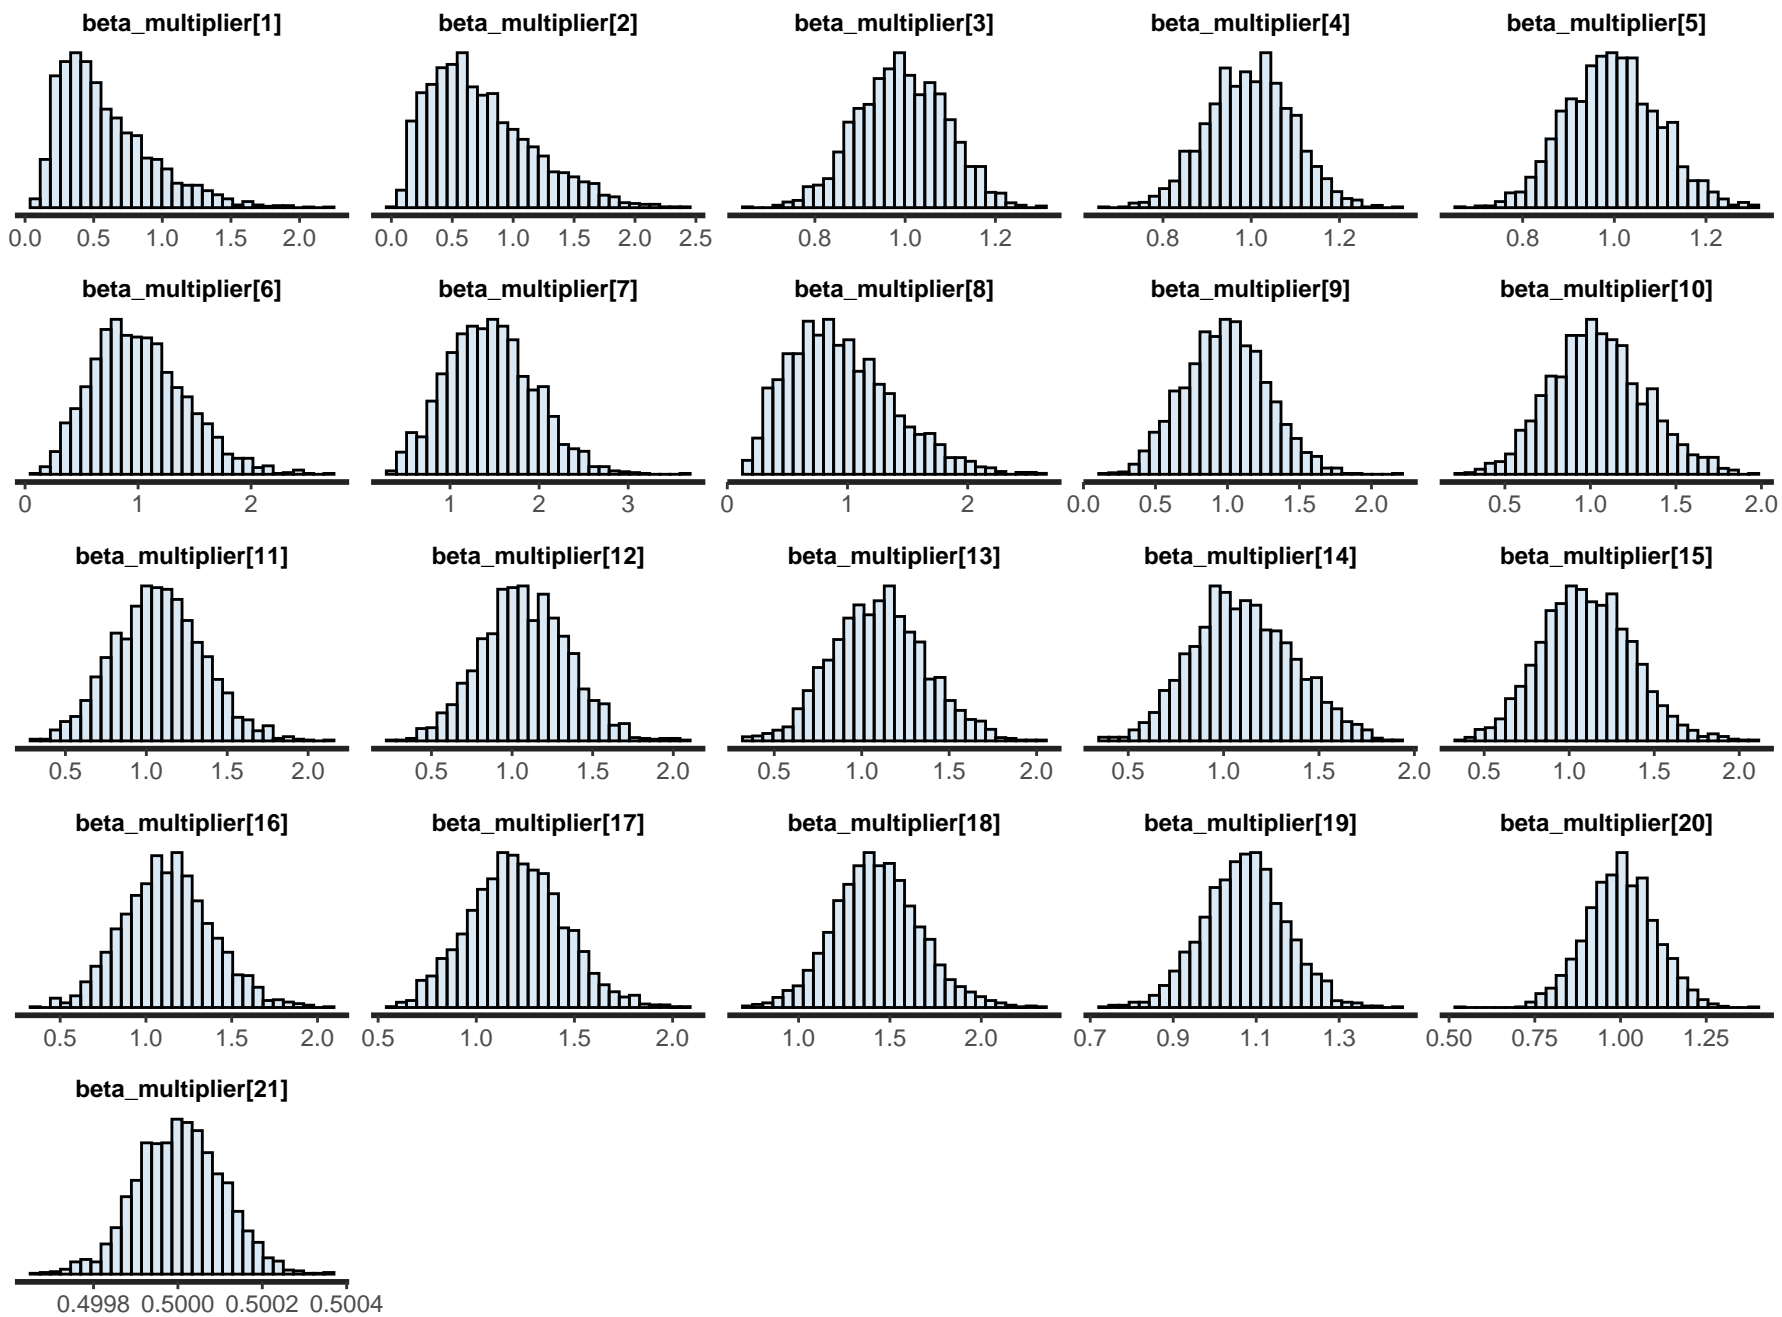 beta_multiplier[1] beta_multiplier[2] beta_multiplier[3] beta_multiplier[4] beta_multiplier[5]
0.0 0.5 1.0 1.5 2.0 0.0 0.5 1.0 1.5 2.0 2.5 0.8 1.0 1.2 0.8 1.0 1.2 0.8 1.0 1.2
beta_multiplier[6] beta_multiplier[7] beta_multiplier[8] beta_multiplier[9] beta_multiplier[10]
0 1 2 1 2 3 0 1 2 0.0 0.5 1.0 1.5 2.0 0.5 1.0 1.5 2.0
beta_multiplier[11] beta_multiplier[12] beta_multiplier[13] beta_multiplier[14] beta_multiplier[15]
0.5 1.0 1.5 2.0 0.5 1.0 1.5 2.0 0.5 1.0 1.5 2.0 0.5 1.0 1.5 2.0 0.5 1.0 1.5 2.0
beta_multiplier[16] beta_multiplier[17] beta_multiplier[18] beta_multiplier[19] beta_multiplier[20]
0.5 1.0 1.5 2.0 0.5 1.0 1.5 2.0 1.0 1.5 2.0 0.7 0.9 1.1 1.3 0.50 0.75 1.00 1.25
beta_multiplier[21]
0.4998 0.5000 0.5002 0.5004